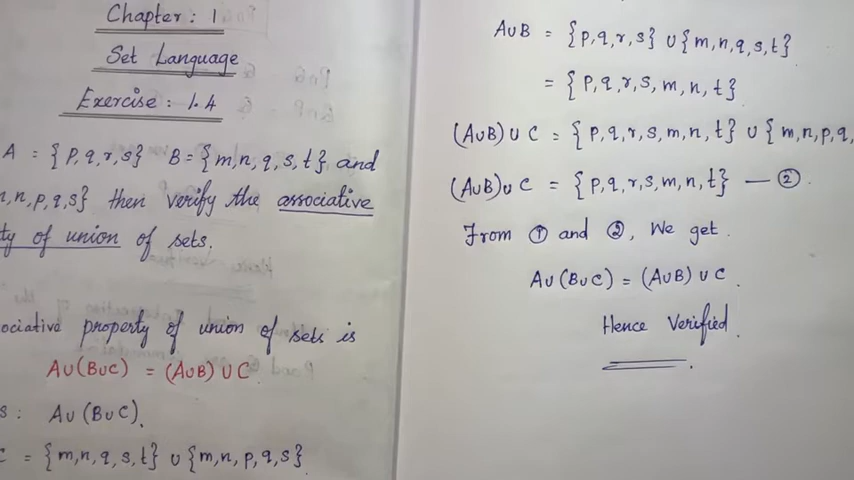 Chapter : 1
Set Language
Exercise : 1.4
A = {p,q,r,s} B = {m,n,q,s,t} and
n,p,q,s} then verify the associative
ty of union of sets.
ociative property of union of sets is
A∪(B∪C) = (A∪B)∪C
S : A∪(B∪C).
C = {m,n,q,s,t} ∪ {m,n,p,q,s}
A∪B = {p,q,r,s} ∪ {m,n,q,s,t}
= {p,q,r,s,m,n,t}
(A∪B)∪C = {p,q,r,s,m,n,t} ∪ {m,n,p,q,
(A∪B)∪C = {p,q,r,s,m,n,t} — ②.
From ① and ②, We get.
A∪(B∪C) = (A∪B)∪C.
Hence Verified.